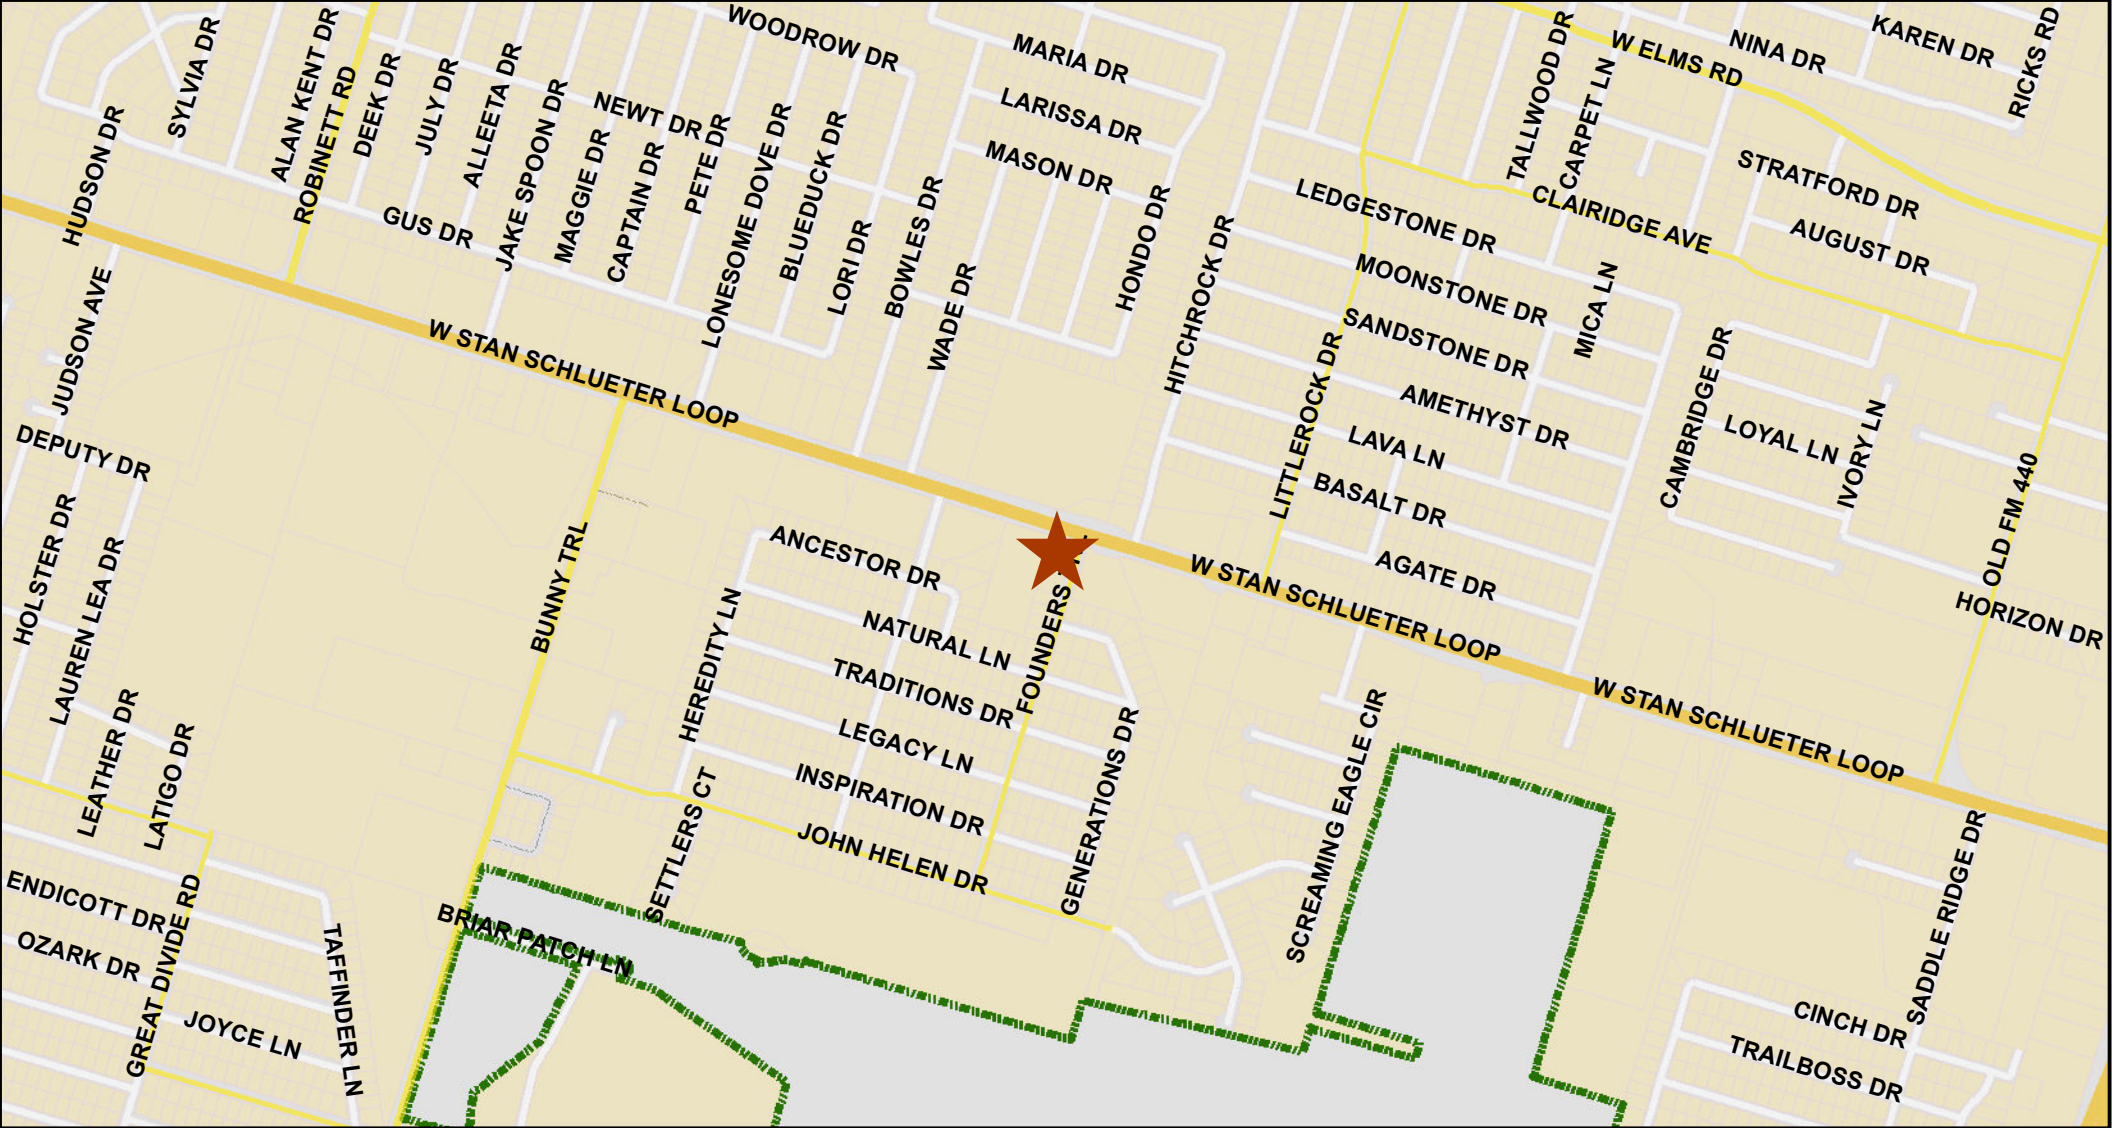 WOODROW DR
MARIA DR
W ELMS RD
NINA DR
KAREN DR
RICKS RD
SYLVIA DR
ALAN KENT DR
ROBINETT RD
DEEK DR
JULY DR
ALLEETA DR
JAKE SPOON DR
NEWT DR
MAGGIE DR
CAPTAIN DR
PETE DR
LONESOME DOVE DR
BLUEDUCK DR
LORI DR
BOWLES DR
WADE DR
LARISSA DR
MASON DR
HONDO DR
HITCHROCK DR
TALLWOOD DR
CARPET LN
STRATFORD DR
CLAIRIDGE AVE
AUGUST DR
HUDSON DR
GUS DR
LEDGESTONE DR
MOONSTONE DR
MICA LN
SANDSTONE DR
JUDSON AVE
W STAN SCHLUETER LOOP
LITTLEROCK DR
AMETHYST DR
CAMBRIDGE DR
LOYAL LN
IVORY LN
LAVA LN
DEPUTY DR
BASALT DR
OLD FM 440
HOLSTER DR
LAUREN LEA DR
BUNNY TRL
ANCESTOR DR
W STAN SCHLUETER LOOP
AGATE DR
HORIZON DR
HEREDITY LN
NATURAL LN
FOUNDERS
TRADITIONS DR
W STAN SCHLUETER LOOP
LEATHER DR
LATIGO DR
LEGACY LN
GENERATIONS DR
SCREAMING EAGLE CIR
INSPIRATION DR
SETTLERS CT
JOHN HELEN DR
SADDLE RIDGE DR
ENDICOTT DR
GREAT DIVIDE RD
BRIAR PATCH LN
OZARK DR
TAFFINDER LN
JOYCE LN
CINCH DR
TRAILBOSS DR